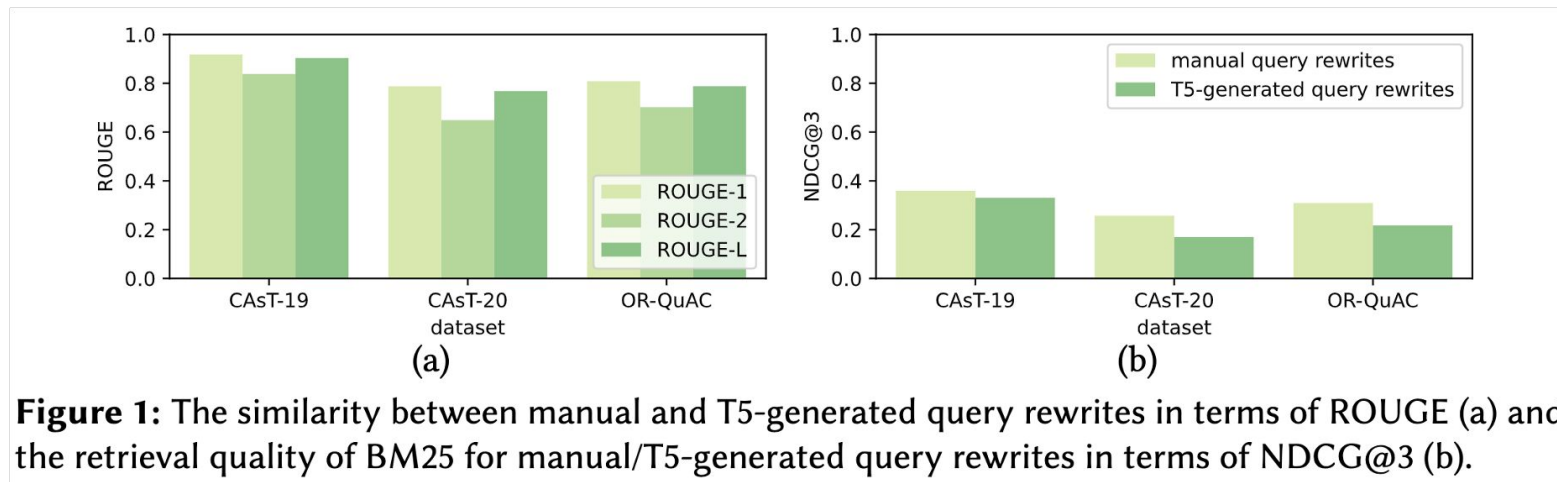 1.0
0.8
0.6
0.4
0.2
0.0
ROUGE
ROUGE-1
ROUGE-2
ROUGE-L
CAsT-19 CAsT-20 OR-QuAC
dataset
(a)
1.0
0.8
0.6
0.4
0.2
0.0
NDCG@3
manual query rewrites
T5-generated query rewrites
CAsT-19 CAsT-20 OR-QuAC
dataset
(b)
Figure 1: The similarity between manual and T5-generated query rewrites in terms of ROUGE (a) and
the retrieval quality of BM25 for manual/T5-generated query rewrites in terms of NDCG@3 (b).